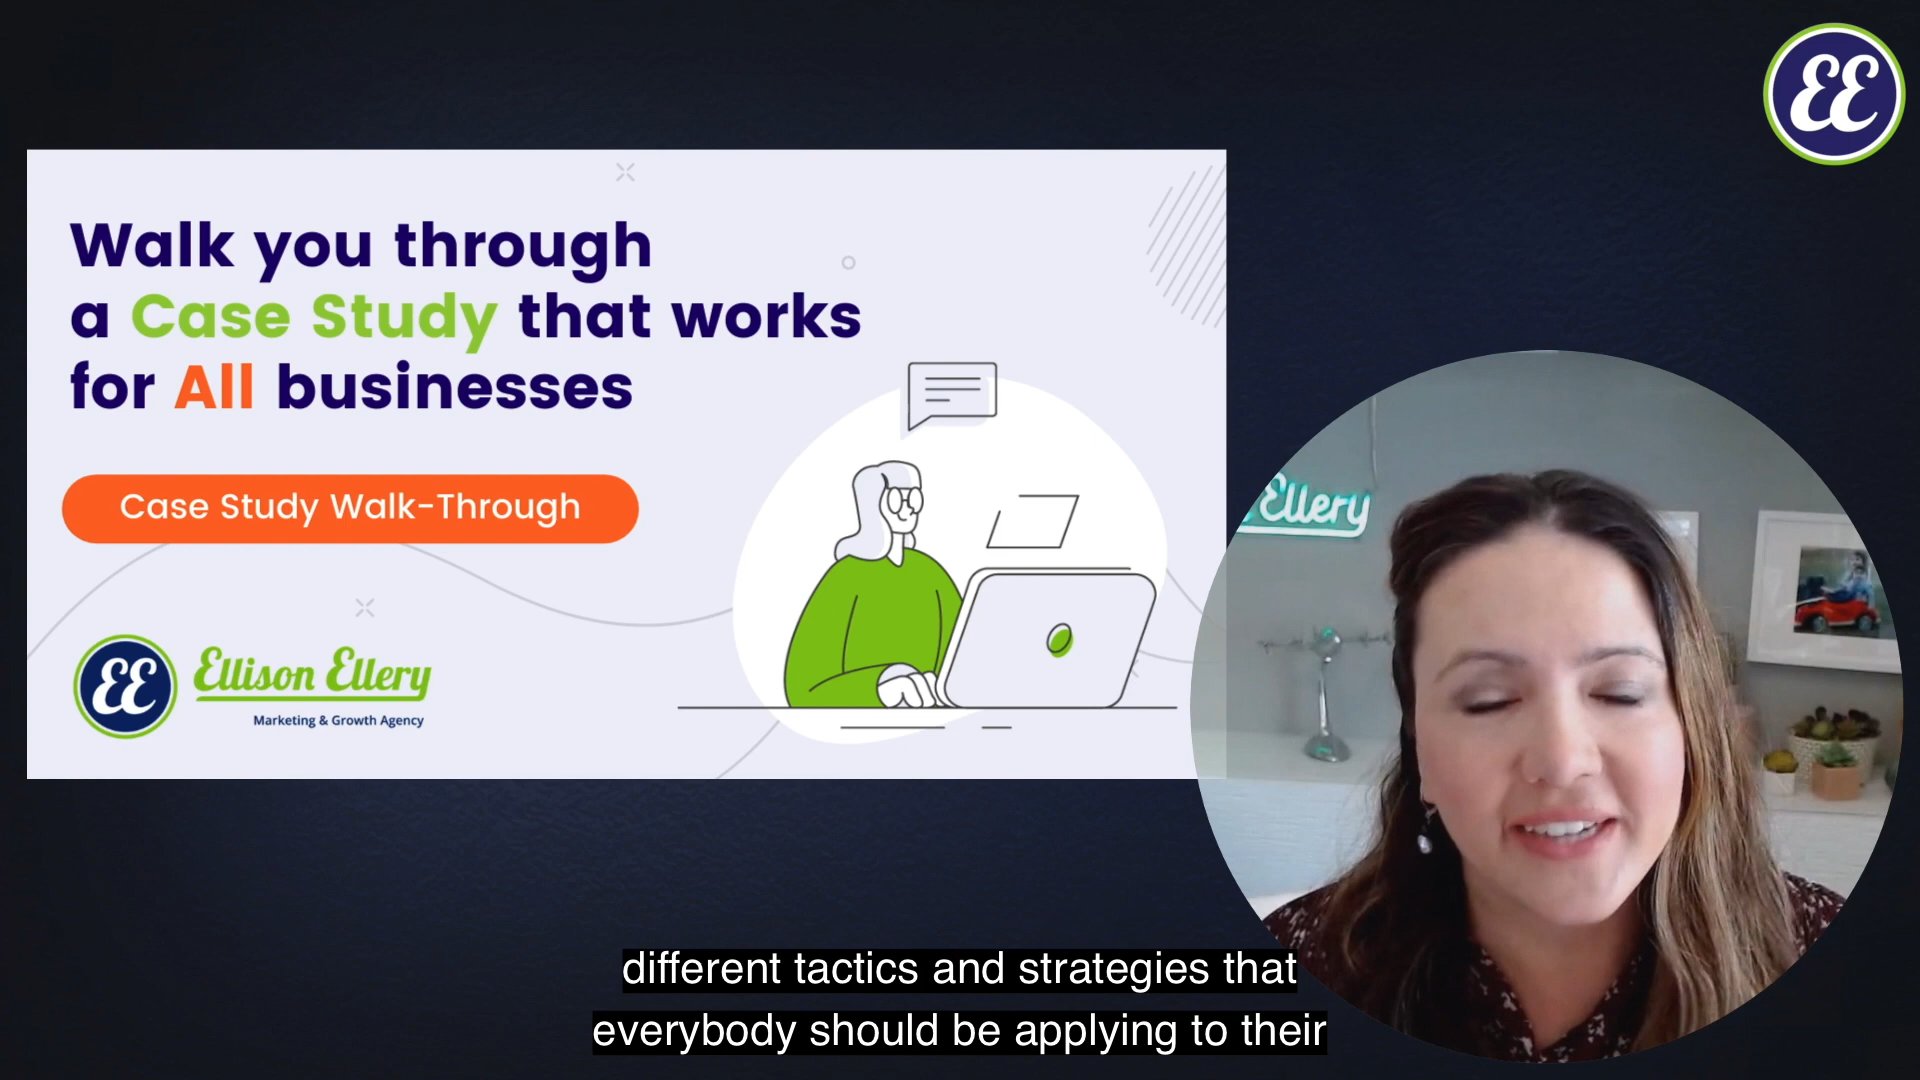 EE
Walk you through
a Case Study that works
for All businesses
Case Study Walk-Through
EE
Ellison Ellery
Marketing & Growth Agency
Ellery
different tactics and strategies that
everybody should be applying to their